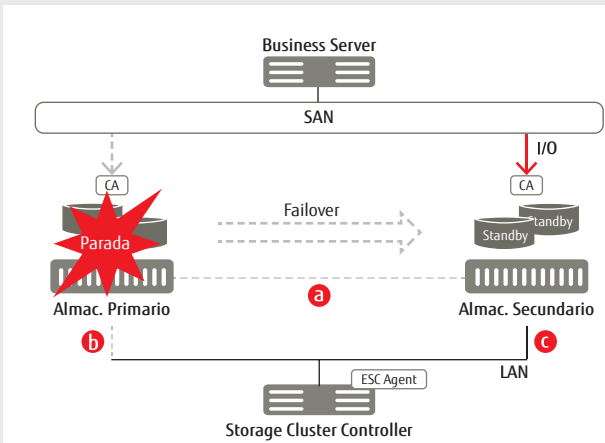 Business Server
SAN
I/O
CA
CA
Failover
Parada
Standby
Standby
a
Almac. Primario
Almac. Secundario
b
c
ESC Agent
LAN
Storage Cluster Controller